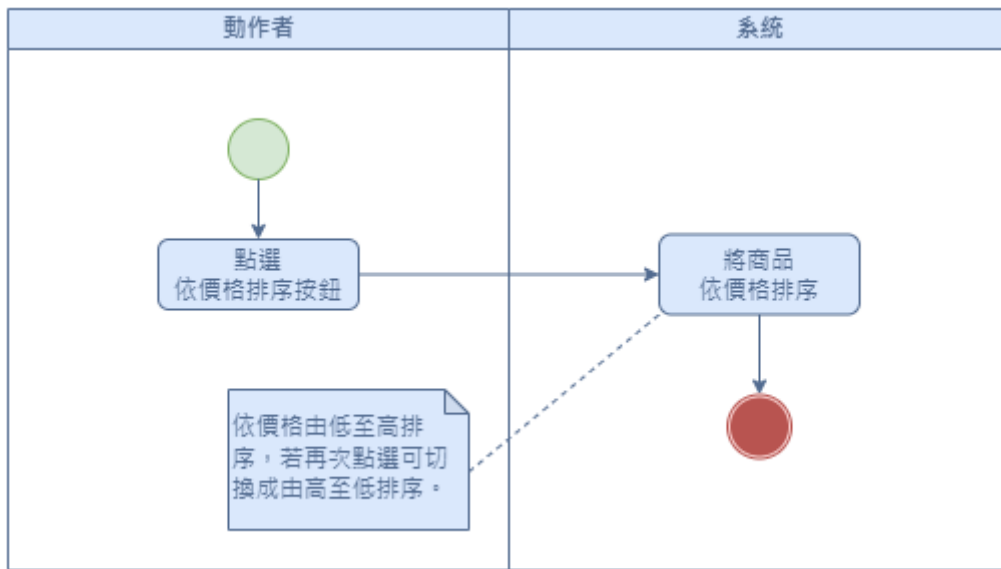 動作者
系統
點選
依價格排序按鈕
將商品
依價格排序
依價格由低至高排
序，若再次點選可切
換成由高至低排序。